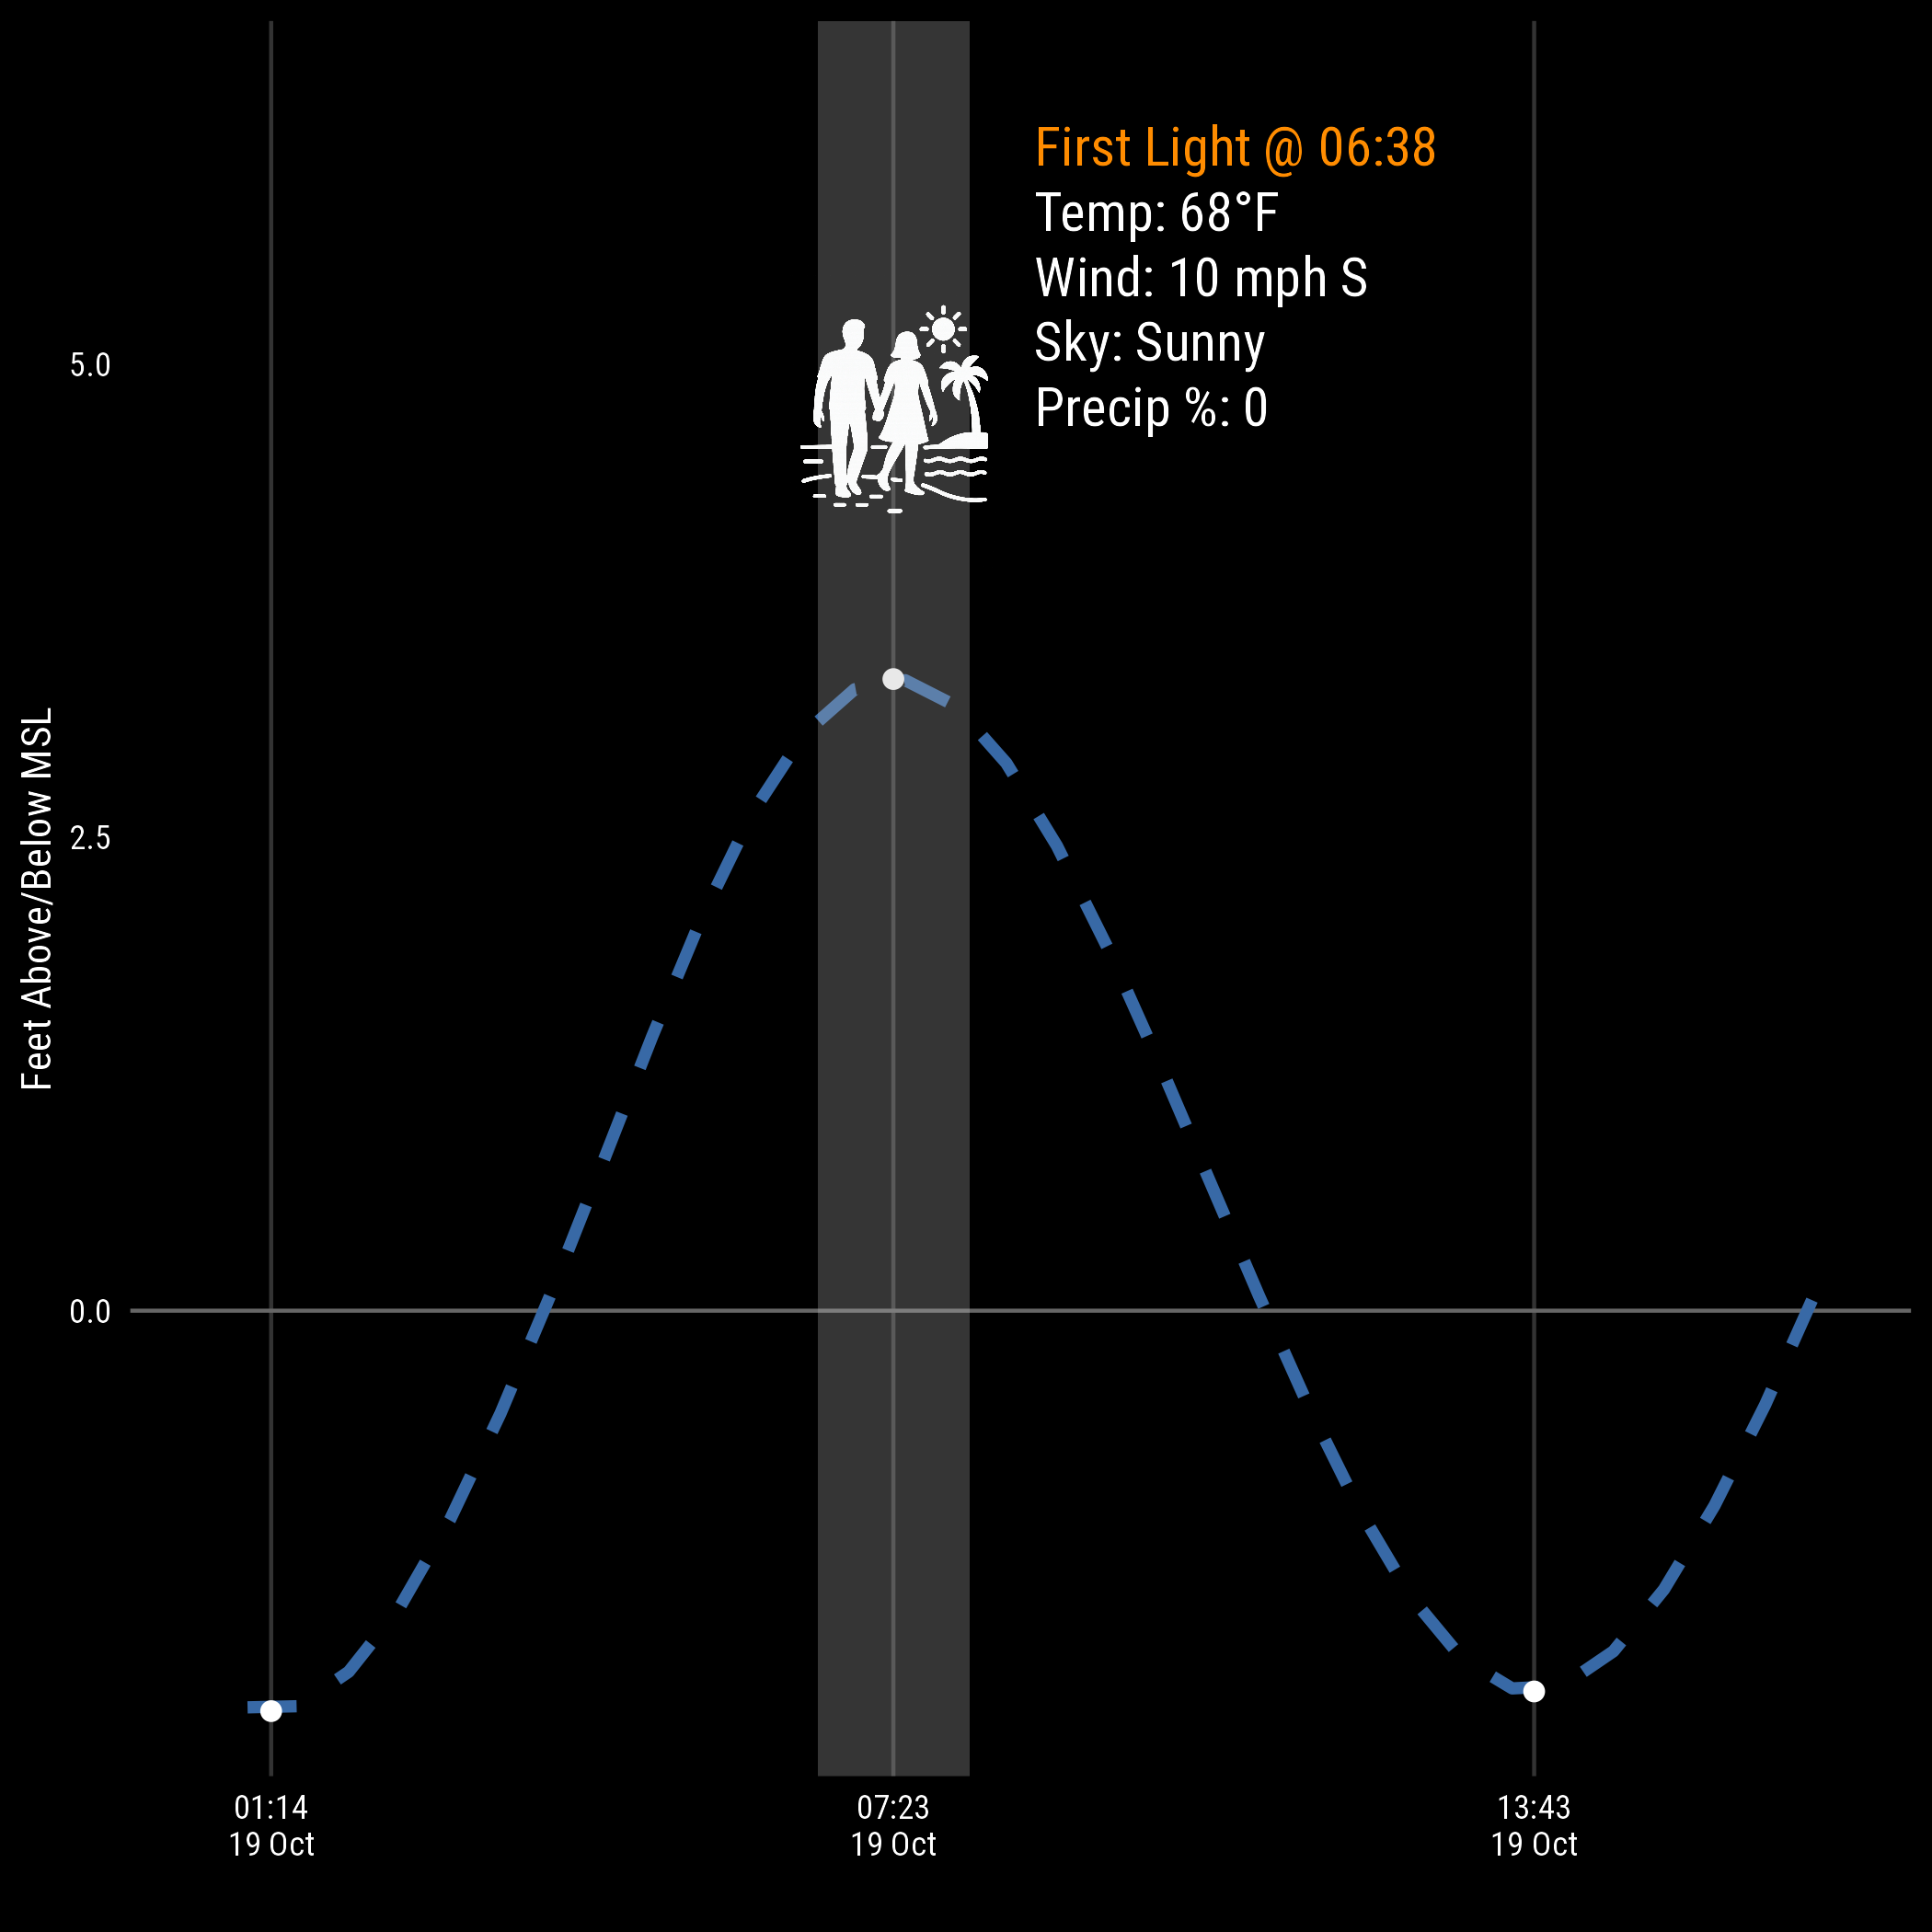 First Light @ 06:38
Temp: 68°F
Wind: 10 mph S
Sky: Sunny
Precip %: 0
5.0
2.5
0.0
Feet Above/Below MSL
01:14
19 Oct
07:23
19 Oct
13:43
19 Oct